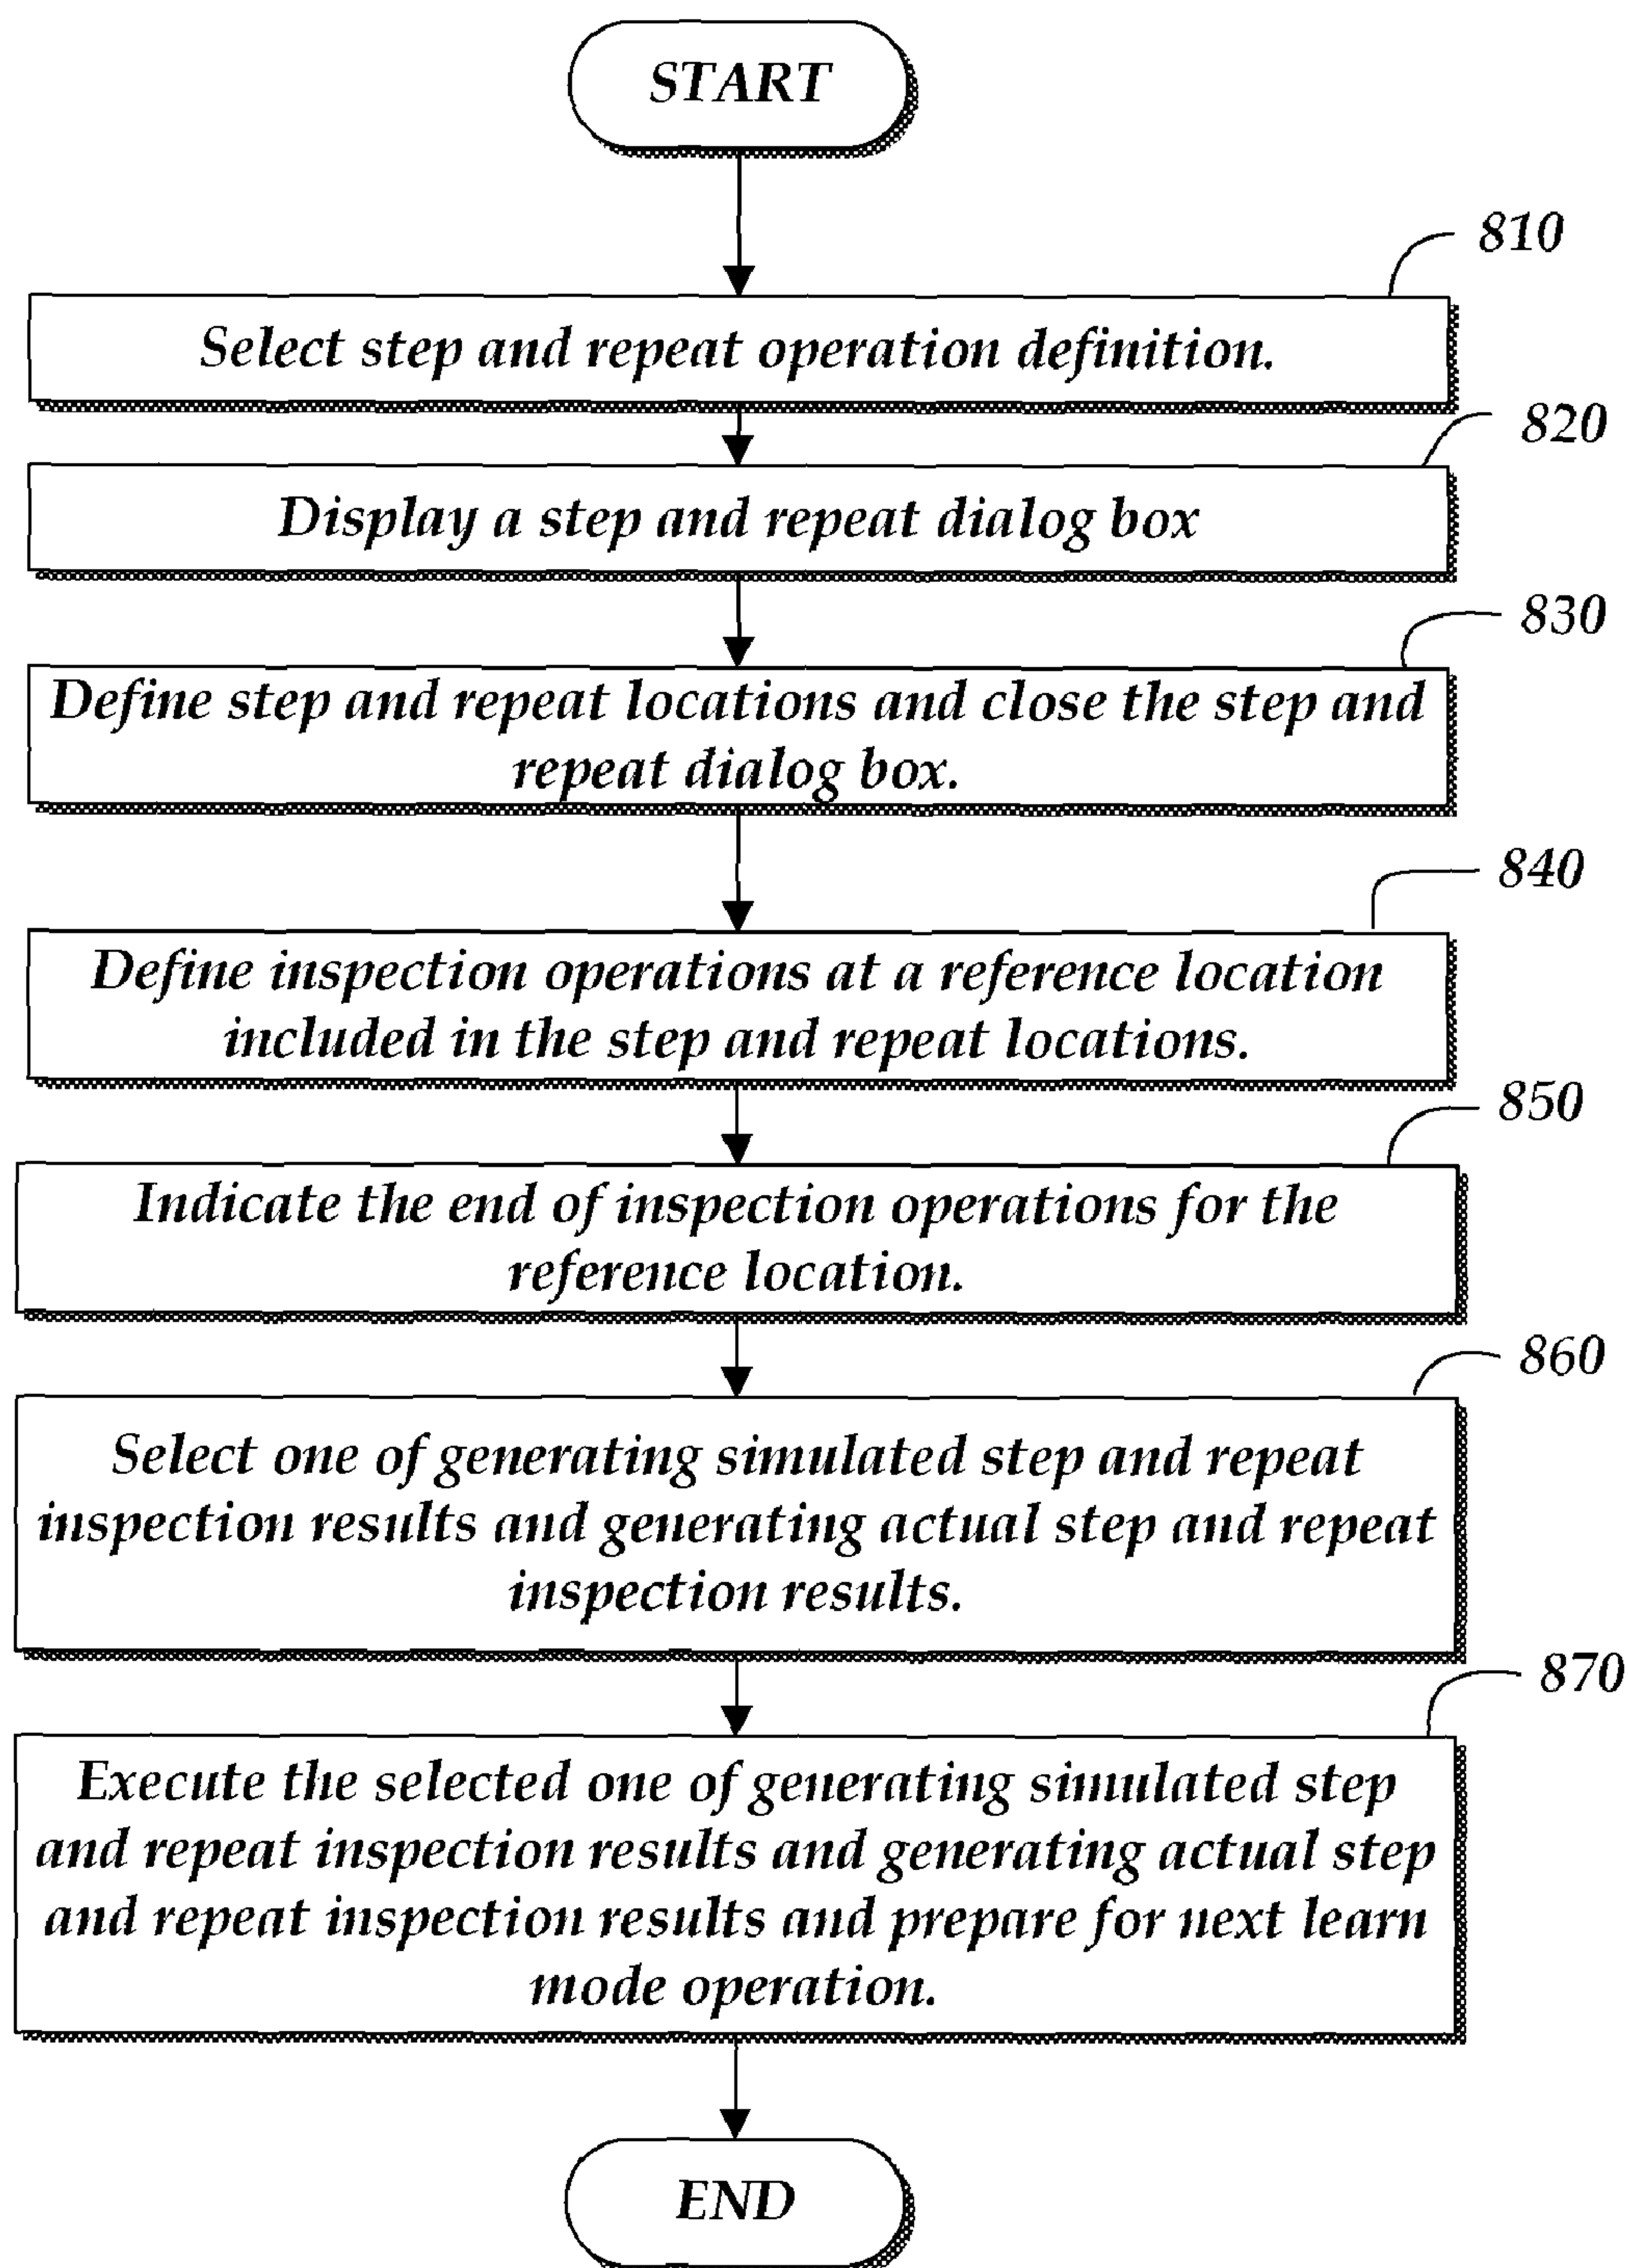 START
810
Select step and repeat operation definition.
820
Display a step and repeat dialog box
830
Define step and repeat locations and close the step and
repeat dialog box.
840
Define inspection operations at a reference location
included in the step and repeat locations.
850
Indicate the end of inspection operations for the
reference location.
860
Select one of generating simulated step and repeat
inspection results and generating actual step and repeat
inspection results.
870
Execute the selected one of generating simulated step
and repeat inspection results and generating actual step
and repeat inspection results and prepare for next learn
mode operation.
END